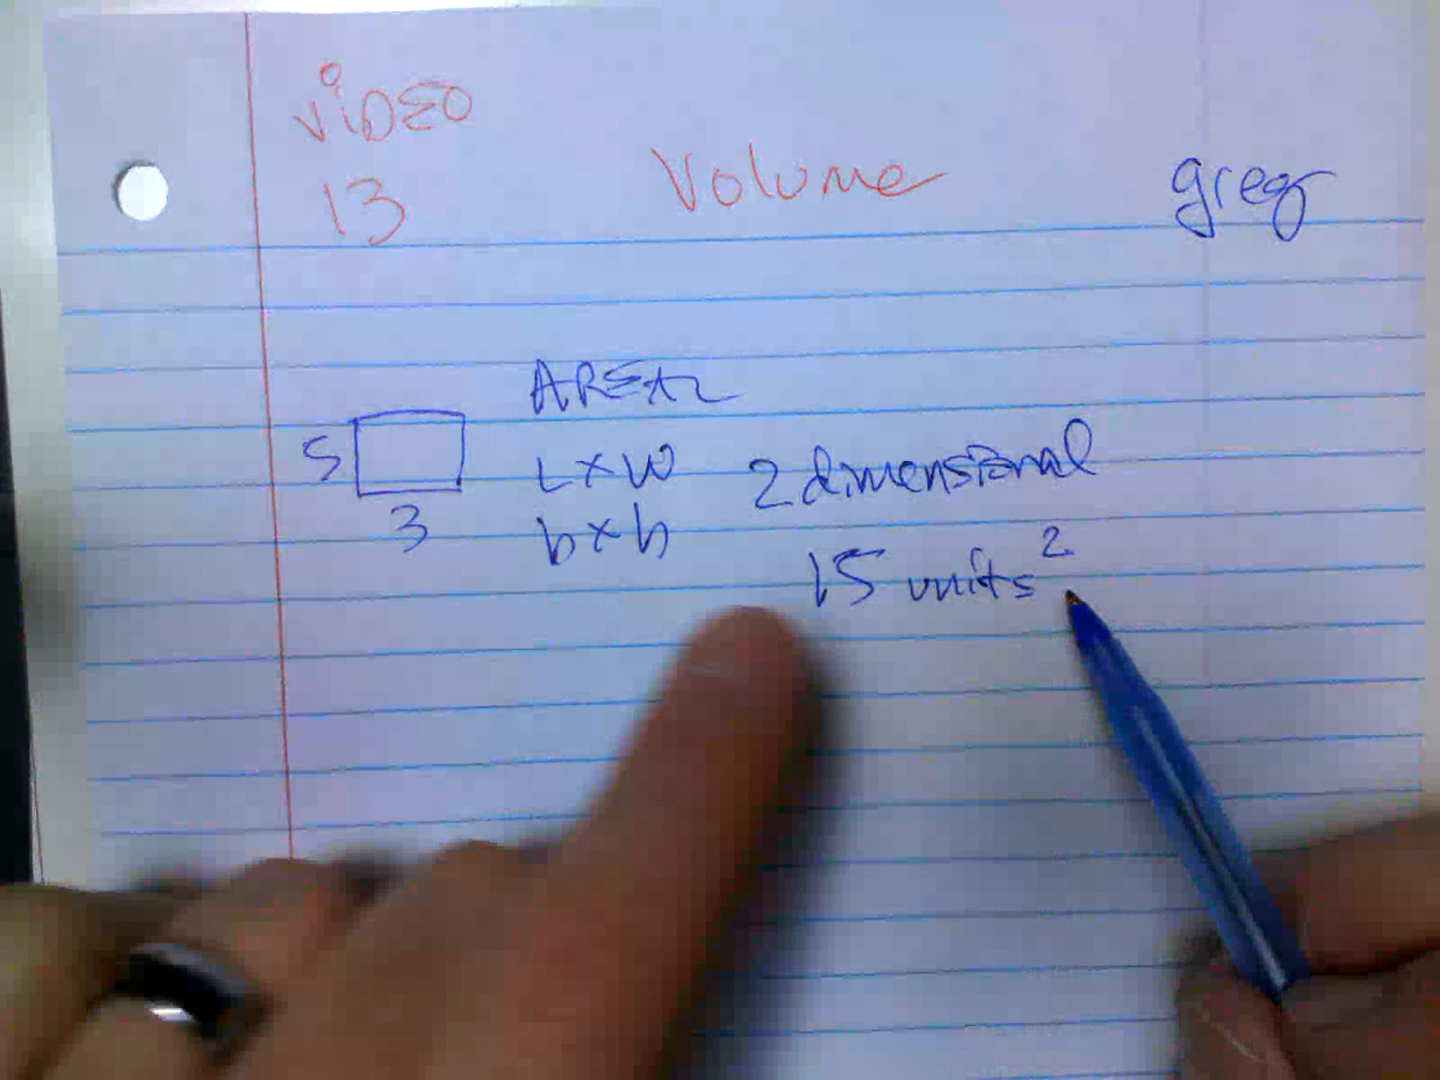 ViDEO
13
Volume
greg
AREA
5
L x W
2 dimensional
3
b x h
15 units²